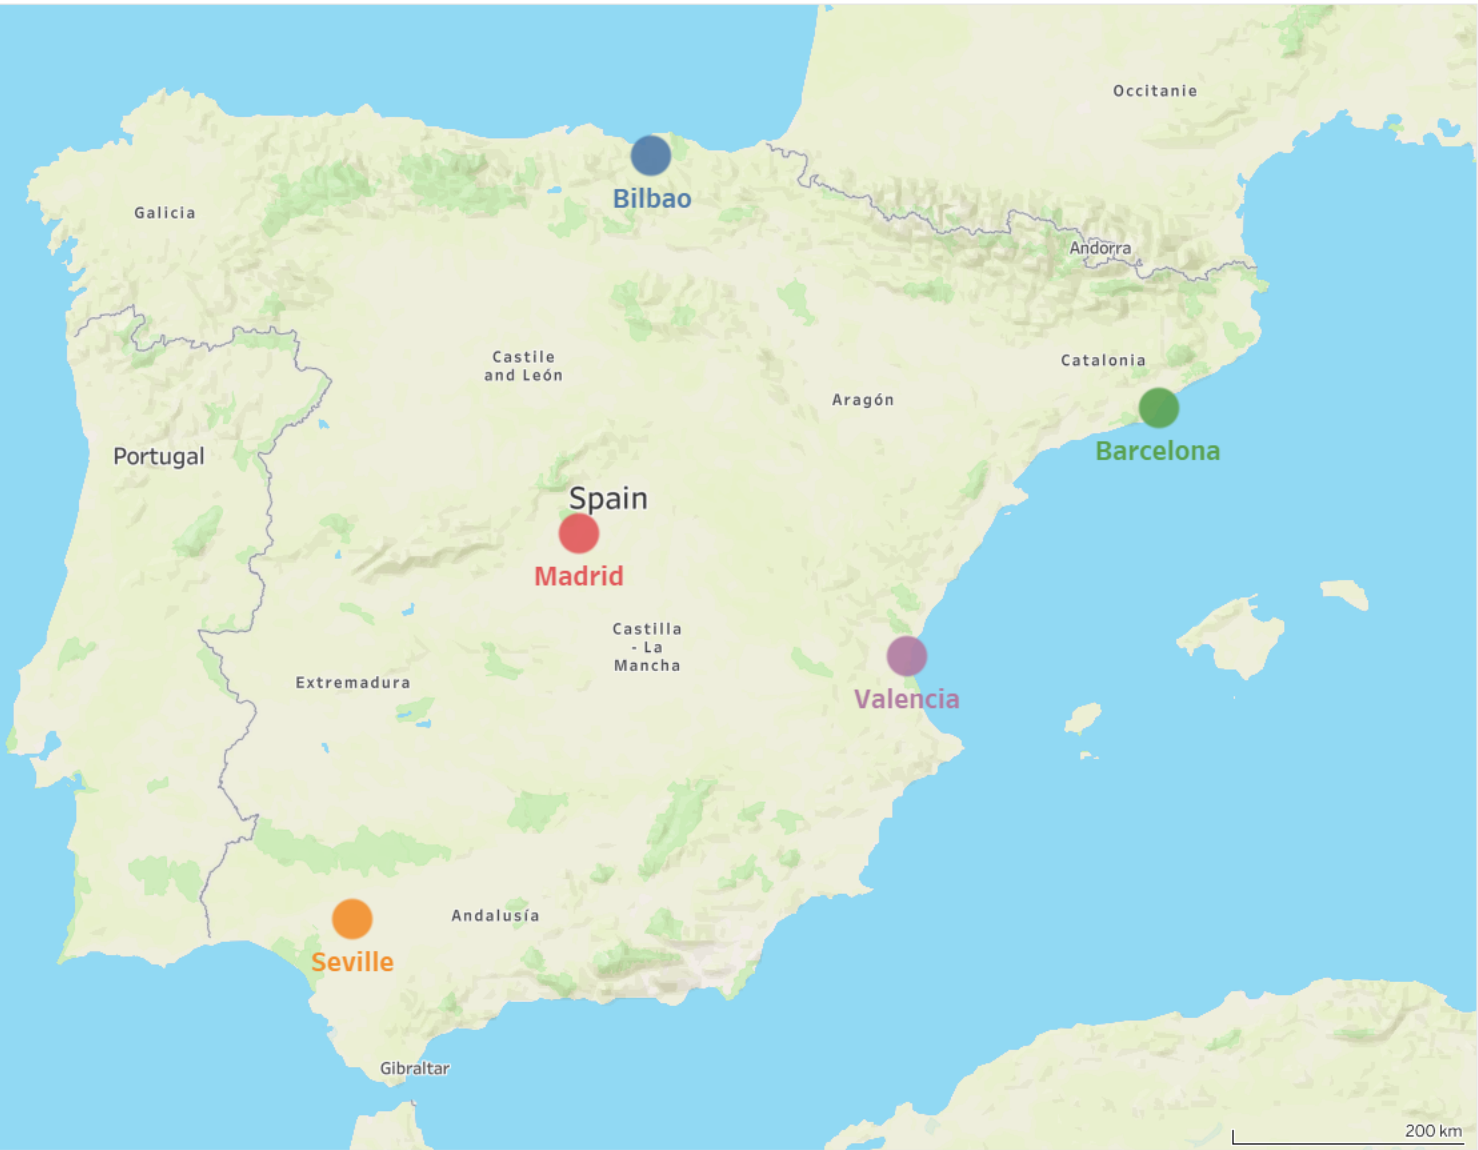 Occitanie
Bilbao
Galicia
Andorra
Castile
and León
Catalonia
Aragón
Barcelona
Portugal
Spain
Madrid
Castilla
- La
Mancha
Extremadura
Valencia
Andalusía
Seville
Gibraltar
200 km